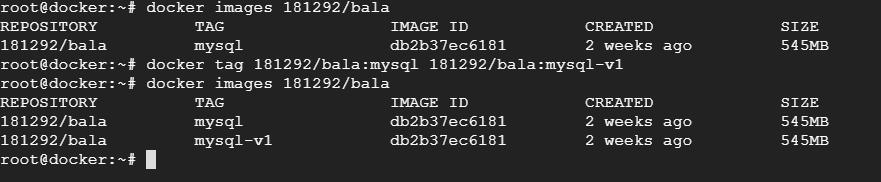 root@docker:~# docker images 181292/bala
REPOSITORY TAG IMAGE ID CREATED SIZE
181292/bala mysql db2b37ec6181 2 weeks ago 545MB
root@docker:~# docker tag 181292/bala:mysql 181292/bala:mysql-v1
root@docker:~# docker images 181292/bala
REPOSITORY TAG IMAGE ID CREATED SIZE
181292/bala mysql db2b37ec6181 2 weeks ago 545MB
181292/bala mysql-v1 db2b37ec6181 2 weeks ago 545MB
root@docker:~#